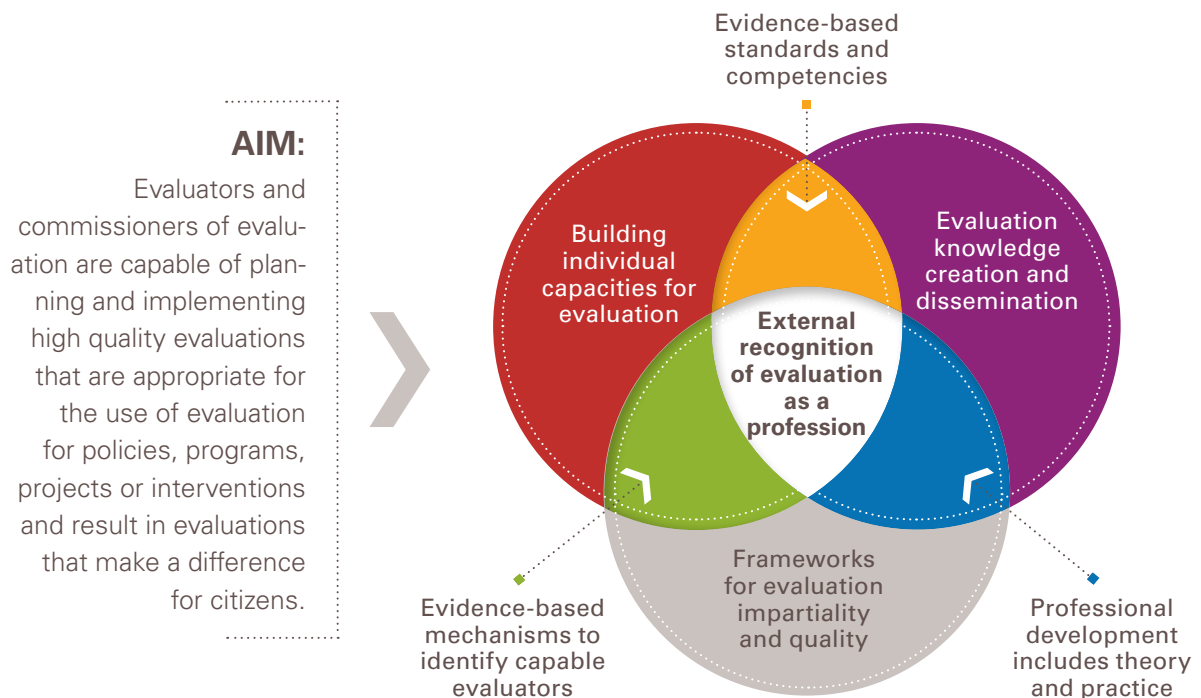 Evidence-based
standards and
competencies
AIM:
Evaluators and
commissioners of evalu-
ation are capable of plan-
ning and implementing
high quality evaluations
that are appropriate for
the use of evaluation
for policies, programs,
projects or interventions
and result in evaluations
that make a difference
for citizens.
Building
individual
capacities for
evaluation
Evaluation
knowledge
creation and
dissemination
External
recognition
of evaluation
as a
profession
Frameworks
for evaluation
impartiality
and quality
Evidence-based
mechanisms to
identify capable
evaluators
Professional
development
includes theory
and practice